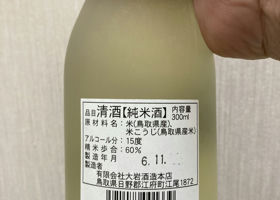 品目 清酒【純米酒】 内容量 300ml
原材料名：米(鳥取県産)、
米こうじ(鳥取県産米)
アルコール分：15度
精米歩合：60%
製造年月 6.11.
製造者
有限会社大岩酒造本店
鳥取県日野郡江府町江尾1872